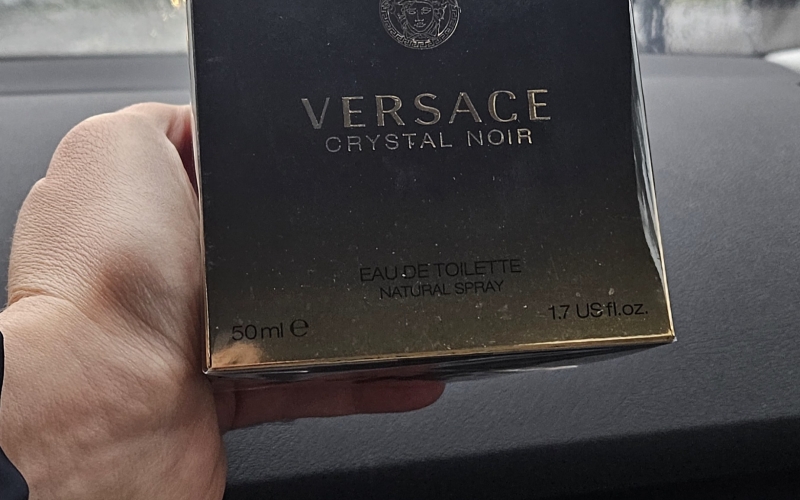 VERSACE
CRYSTAL NOIR
EAU DE TOILETTE
NATURAL SPRAY
50 ml ℮ 1.7 US fl.oz.